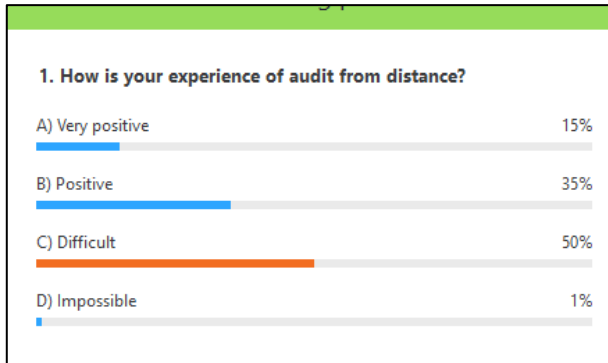 1. How is your experience of audit from distance?
A) Very positive 15%
B) Positive 35%
C) Difficult 50%
D) Impossible 1%